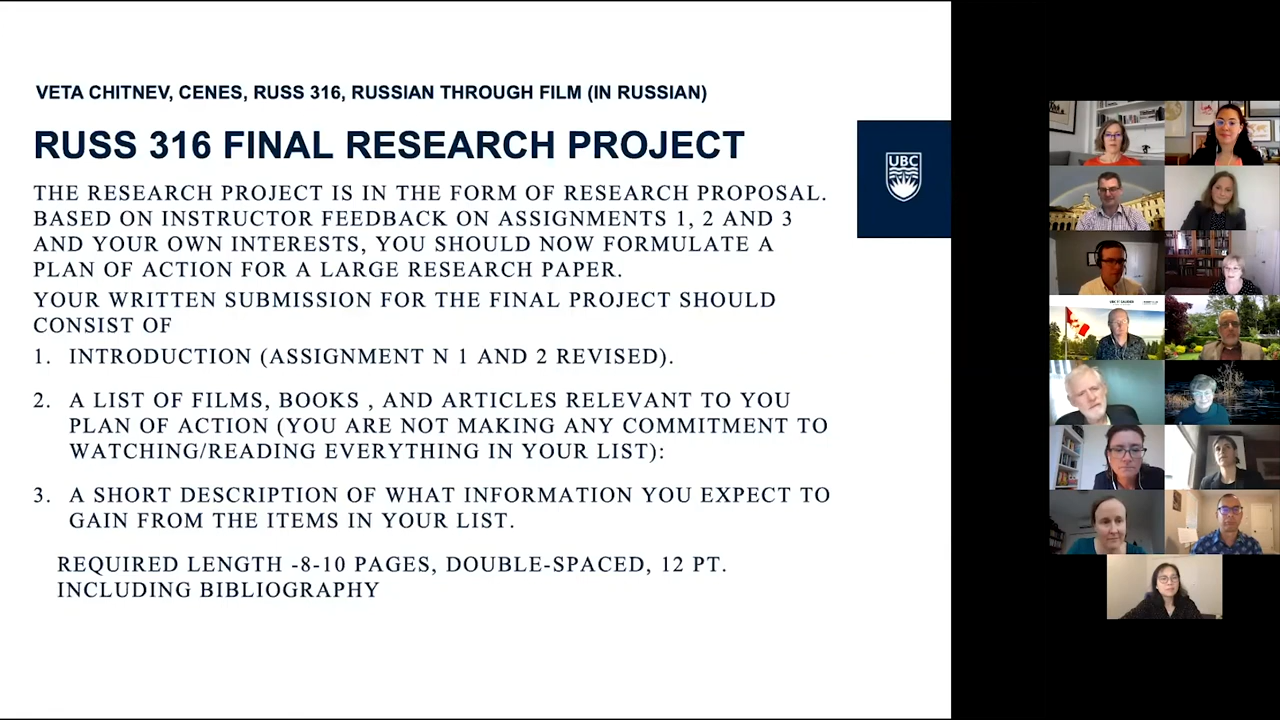 VETA CHITNEV, CENES, RUSS 316, RUSSIAN THROUGH FILM (IN RUSSIAN)
RUSS 316 FINAL RESEARCH PROJECT
THE RESEARCH PROJECT IS IN THE FORM OF RESEARCH PROPOSAL.
BASED ON INSTRUCTOR FEEDBACK ON ASSIGNMENTS 1, 2 AND 3
AND YOUR OWN INTERESTS, YOU SHOULD NOW FORMULATE A
PLAN OF ACTION FOR A LARGE RESEARCH PAPER.
YOUR WRITTEN SUBMISSION FOR THE FINAL PROJECT SHOULD
CONSIST OF
1. INTRODUCTION (ASSIGNMENT N 1 AND 2 REVISED).
2. A LIST OF FILMS, BOOKS , AND ARTICLES RELEVANT TO YOU
PLAN OF ACTION (YOU ARE NOT MAKING ANY COMMITMENT TO
WATCHING/READING EVERYTHING IN YOUR LIST):
3. A SHORT DESCRIPTION OF WHAT INFORMATION YOU EXPECT TO
GAIN FROM THE ITEMS IN YOUR LIST.
REQUIRED LENGTH -8-10 PAGES, DOUBLE-SPACED, 12 PT.
INCLUDING BIBLIOGRAPHY
UBC